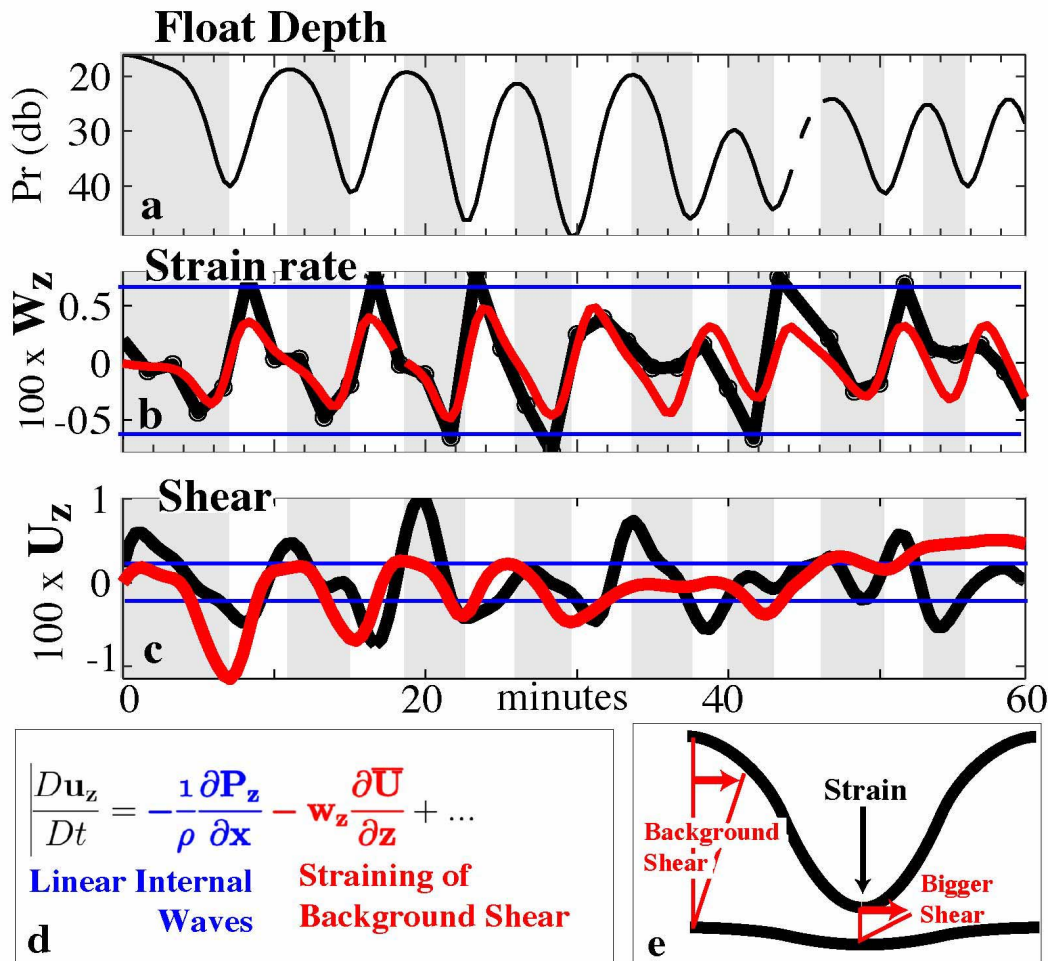 Float Depth
20
30
40
Pr (db)
a
Strain rate
0.5
0
-0.5
100 x Wz
b
Shear
1
0
-1
100 x Uz
c
0
20
minutes
40
60
Duz/Dt = -1/ρ ∂Pz/∂x - wz ∂U̅/∂z + ...
Linear Internal
Waves
Straining of
Background Shear
d
Strain
Background
Shear
Bigger
Shear
e